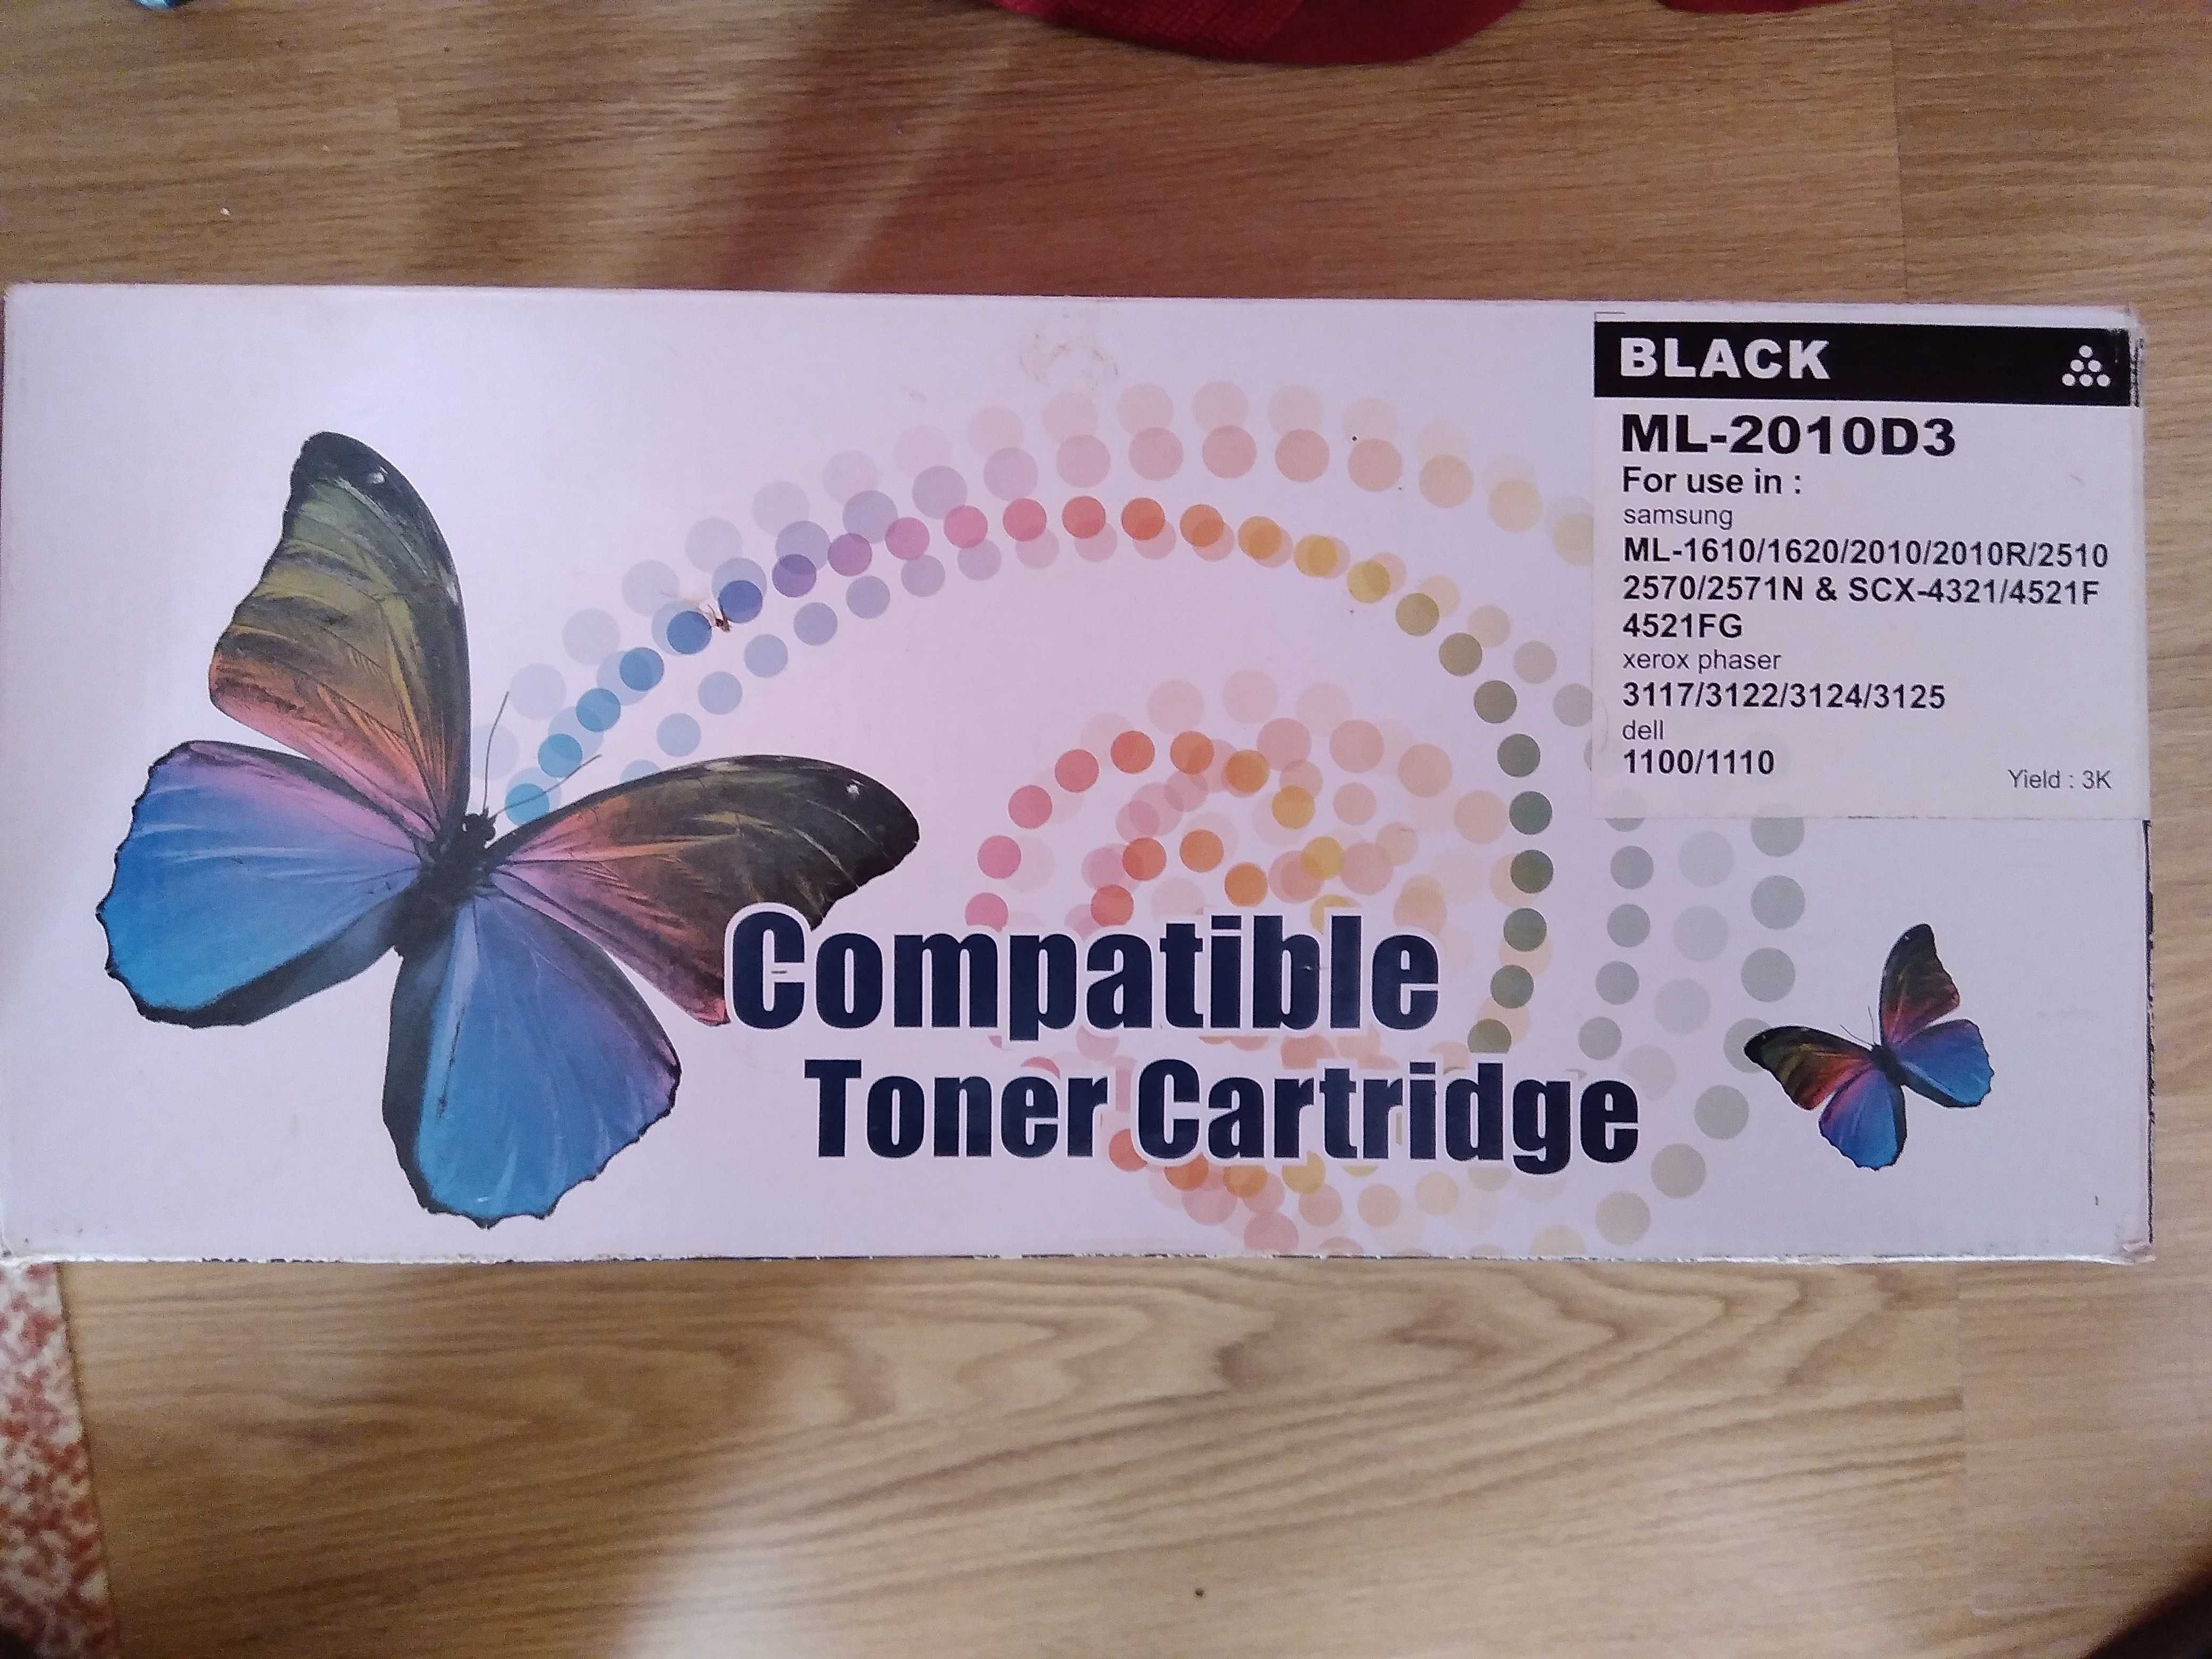 BLACK
ML-2010D3
For use in :
samsung
ML-1610/1620/2010/2010R/2510
2570/2571N & SCX-4321/4521F
4521FG
xerox phaser
3117/3122/3124/3125
dell
1100/1110
Yield : 3K
Compatible
Toner Cartridge